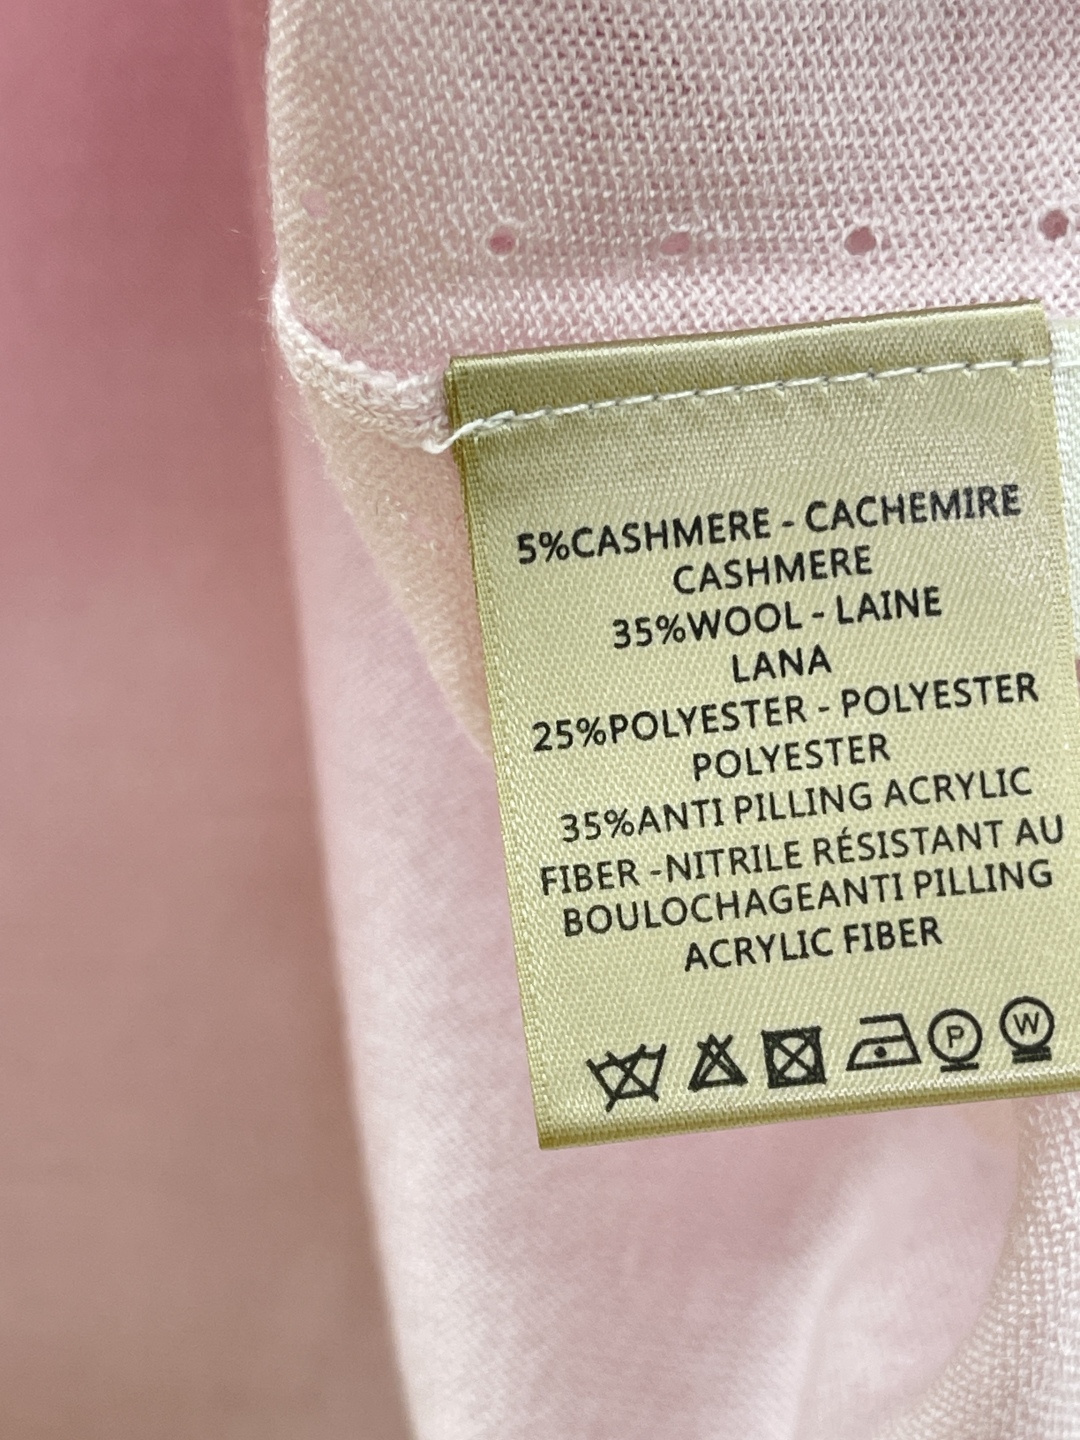 5%CASHMERE - CACHEMIRE
CASHMERE
35%WOOL - LAINE
LANA
25%POLYESTER - POLYESTER
POLYESTER
35%ANTI PILLING ACRYLIC
FIBER -NITRILE RÉSISTANT AU
BOULOCHAGEANTI PILLING
ACRYLIC FIBER
P W